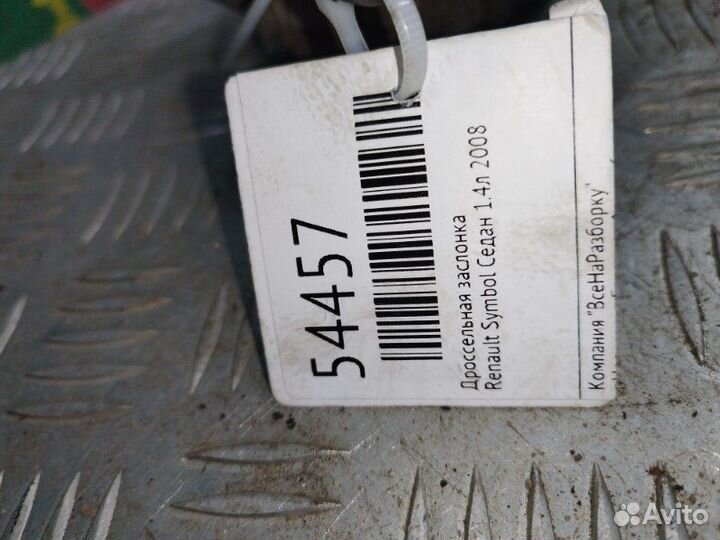 54457
Дроссельная заслонка
Renault Symbol Седан 1.4л 2008
Компания "ВсеНаРазборку"
Avito